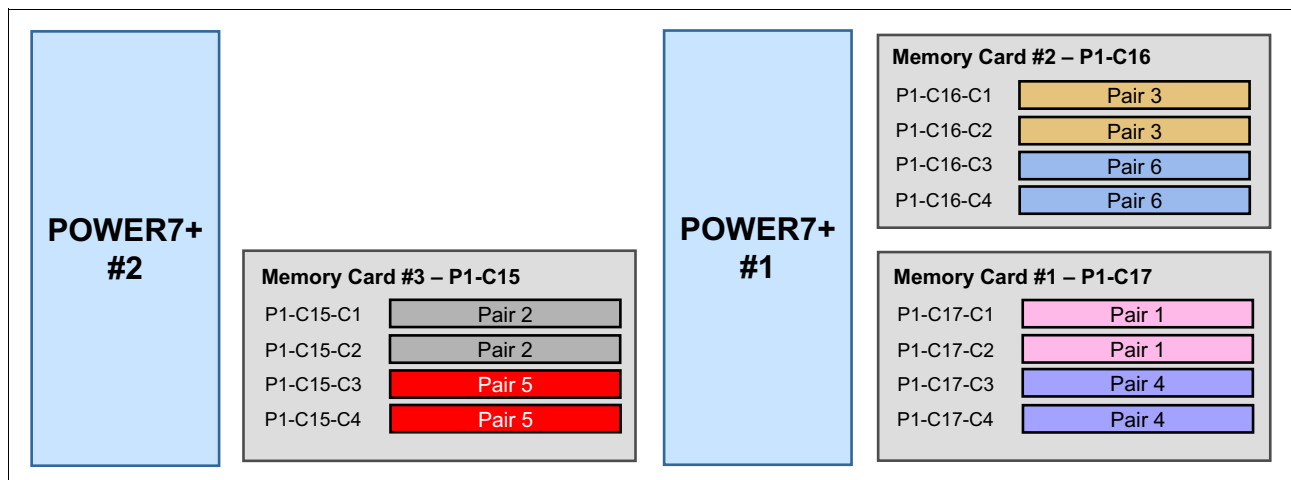 POWER7+
#2
Memory Card #3 – P1-C15
P1-C15-C1 Pair 2
P1-C15-C2 Pair 2
P1-C15-C3 Pair 5
P1-C15-C4 Pair 5
POWER7+
#1
Memory Card #2 – P1-C16
P1-C16-C1 Pair 3
P1-C16-C2 Pair 3
P1-C16-C3 Pair 6
P1-C16-C4 Pair 6
Memory Card #1 – P1-C17
P1-C17-C1 Pair 1
P1-C17-C2 Pair 1
P1-C17-C3 Pair 4
P1-C17-C4 Pair 4